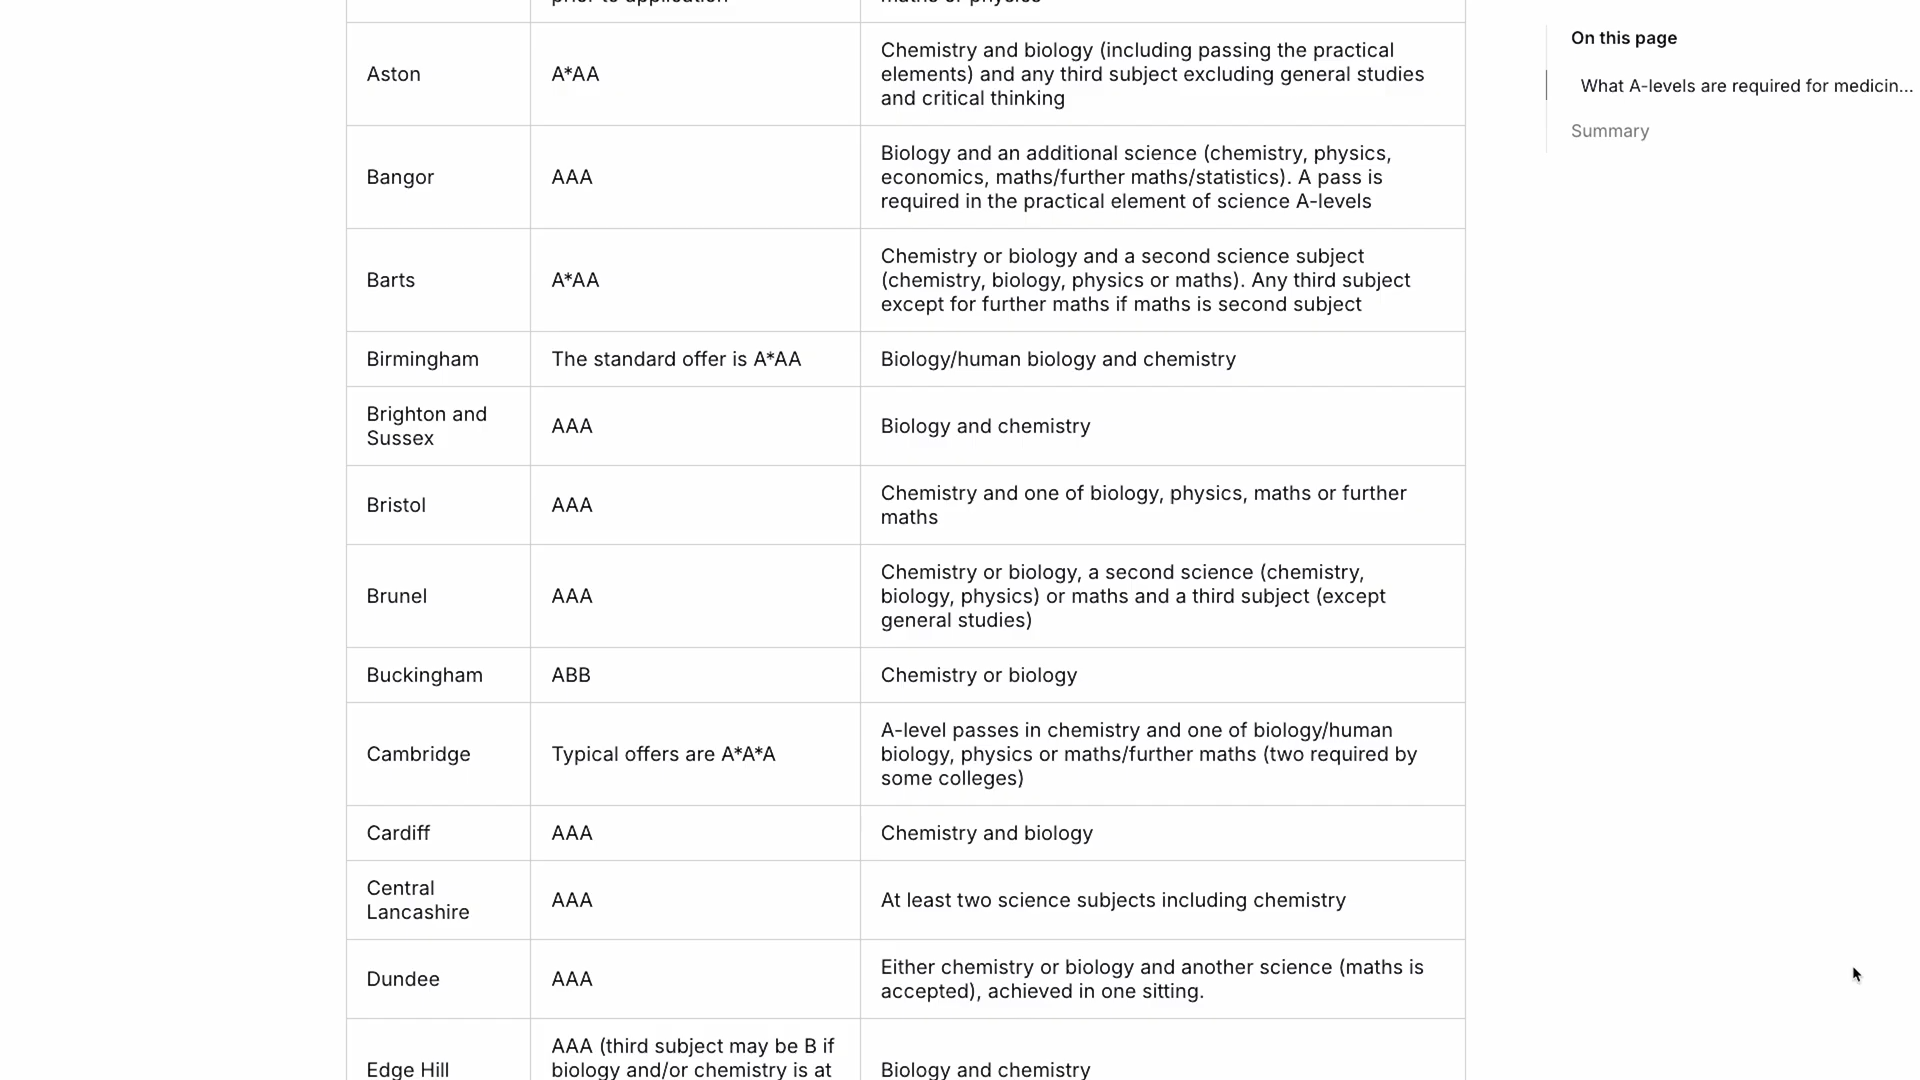 prior to application
maths or physics
Aston
A*AA
Chemistry and biology (including passing the practical
elements) and any third subject excluding general studies
and critical thinking
Bangor
AAA
Biology and an additional science (chemistry, physics,
economics, maths/further maths/statistics). A pass is
required in the practical element of science A-levels
Barts
A*AA
Chemistry or biology and a second science subject
(chemistry, biology, physics or maths). Any third subject
except for further maths if maths is second subject
Birmingham
The standard offer is A*AA
Biology/human biology and chemistry
Brighton and
Sussex
AAA
Biology and chemistry
Bristol
AAA
Chemistry and one of biology, physics, maths or further
maths
Brunel
AAA
Chemistry or biology, a second science (chemistry,
biology, physics) or maths and a third subject (except
general studies)
Buckingham
ABB
Chemistry or biology
Cambridge
Typical offers are A*A*A
A-level passes in chemistry and one of biology/human
biology, physics or maths/further maths (two required by
some colleges)
Cardiff
AAA
Chemistry and biology
Central
Lancashire
AAA
At least two science subjects including chemistry
Dundee
AAA
Either chemistry or biology and another science (maths is
accepted), achieved in one sitting.
Edge Hill
AAA (third subject may be B if
biology and/or chemistry is at
Biology and chemistry
On this page
What A-levels are required for medicin...
Summary